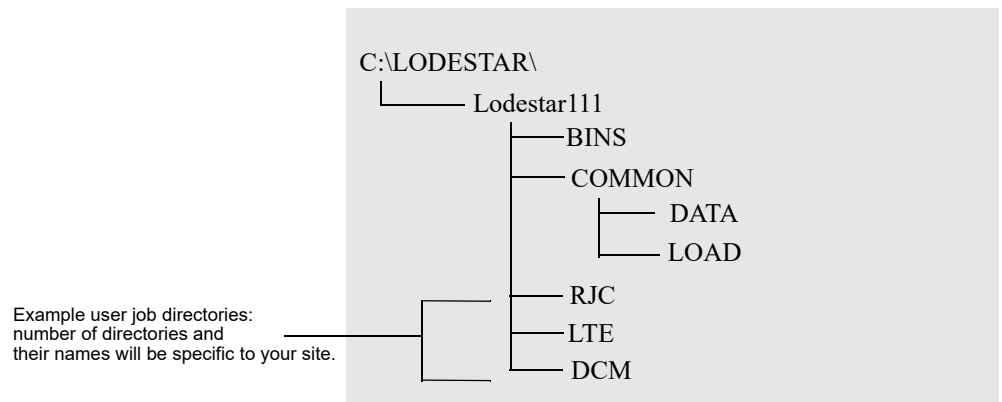 C:\LODESTAR\
Lodestar111
BINS
COMMON
DATA
LOAD
RJC
LTE
DCM
Example user job directories:
number of directories and
their names will be specific to your site.